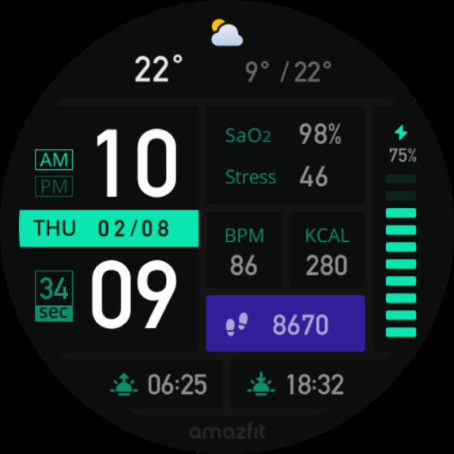 22° 9° / 22°
10
AM
PM
THU 02/08
34
sec
09
SaO2 98%
Stress 46
BPM
86
KCAL
280
8670
75%
06:25 18:32
amazfit